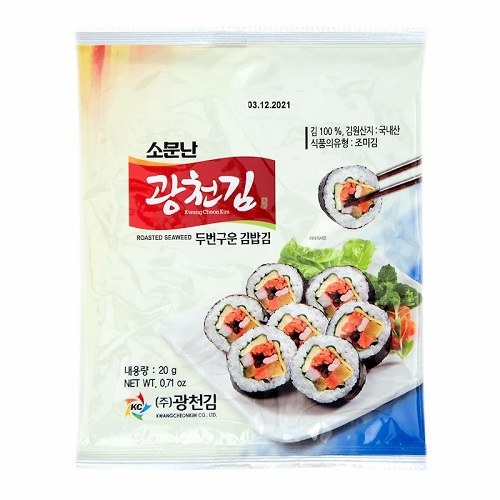 03.12.2021
김 100 %, 김원산지 : 국내산
식품의유형 : 조미김
소문난
광천김
Kwang Cheon Kim
ROASTED SEAWEED 두번구운 김밥김
내용량 : 20 g
NET WT. 0.71 oz
KC (주)광천김
KWANGCHEONKIM CO., LTD.